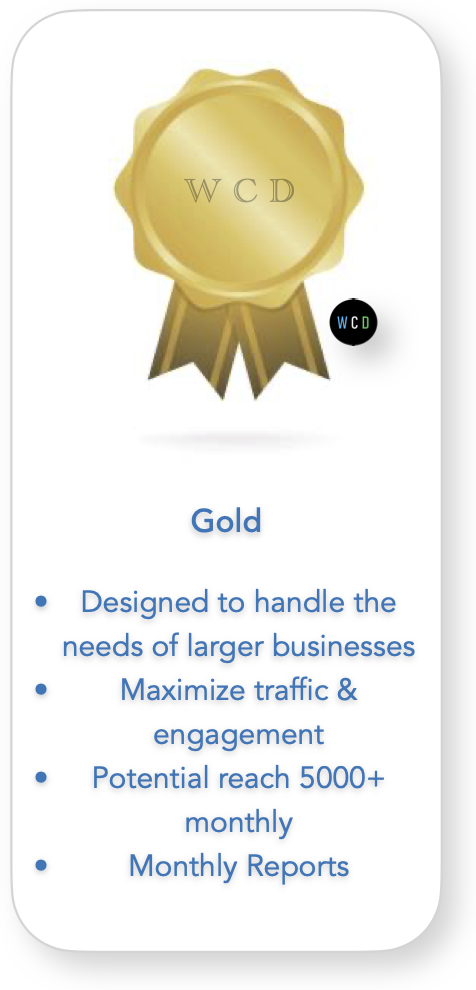 W C D
W C D
Gold
• Designed to handle the
needs of larger businesses
• Maximize traffic &
engagement
• Potential reach 5000+
monthly
• Monthly Reports